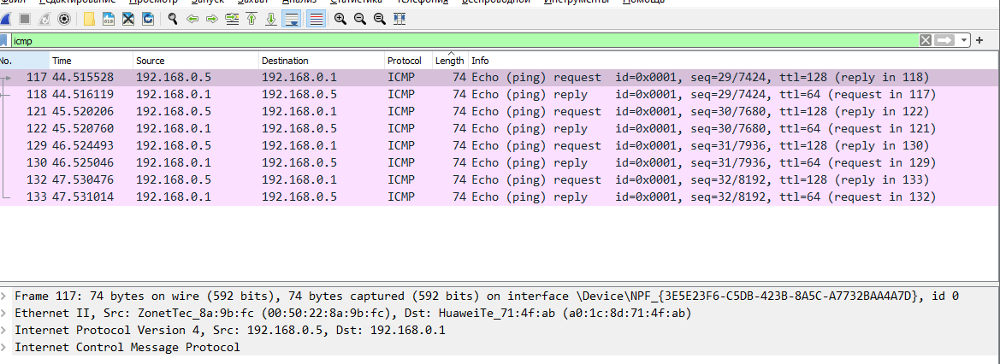 Файл Редактирование Просмотр Запуск Захват Анализ Статистика Телефония Беспроводной Инструменты Помощь
icmp
No. Time Source Destination Protocol Length Info
117 44.515528 192.168.0.5 192.168.0.1 ICMP 74 Echo (ping) request id=0x0001, seq=29/7424, ttl=128 (reply in 118)
118 44.516119 192.168.0.1 192.168.0.5 ICMP 74 Echo (ping) reply id=0x0001, seq=29/7424, ttl=64 (request in 117)
121 45.520206 192.168.0.5 192.168.0.1 ICMP 74 Echo (ping) request id=0x0001, seq=30/7680, ttl=128 (reply in 122)
122 45.520760 192.168.0.1 192.168.0.5 ICMP 74 Echo (ping) reply id=0x0001, seq=30/7680, ttl=64 (request in 121)
129 46.524493 192.168.0.5 192.168.0.1 ICMP 74 Echo (ping) request id=0x0001, seq=31/7936, ttl=128 (reply in 130)
130 46.525046 192.168.0.1 192.168.0.5 ICMP 74 Echo (ping) reply id=0x0001, seq=31/7936, ttl=64 (request in 129)
132 47.530476 192.168.0.5 192.168.0.1 ICMP 74 Echo (ping) request id=0x0001, seq=32/8192, ttl=128 (reply in 133)
133 47.531014 192.168.0.1 192.168.0.5 ICMP 74 Echo (ping) reply id=0x0001, seq=32/8192, ttl=64 (request in 132)
Frame 117: 74 bytes on wire (592 bits), 74 bytes captured (592 bits) on interface \Device\NPF_{3E5E23F6-C5DB-423B-8A5C-A7732BAA4A7D}, id 0
Ethernet II, Src: ZonetTec_8a:9b:fc (00:50:22:8a:9b:fc), Dst: HuaweiTe_71:4f:ab (a0:1c:8d:71:4f:ab)
Internet Protocol Version 4, Src: 192.168.0.5, Dst: 192.168.0.1
Internet Control Message Protocol